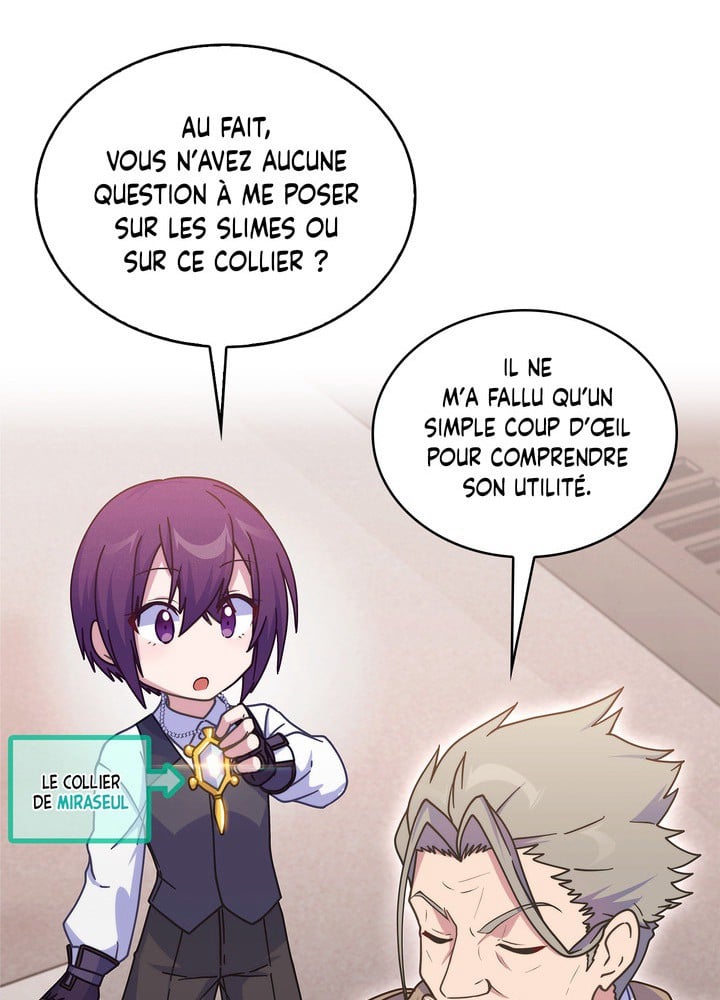 AU FAIT,
VOUS N'AVEZ AUCUNE
QUESTION À ME POSER
SUR LES SLIMES OU
SUR CE COLLIER ?
IL NE
M'A FALLU QU'UN
SIMPLE COUP D'ŒIL
POUR COMPRENDRE
SON UTILITÉ.
LE COLLIER
DE MIRASEUL